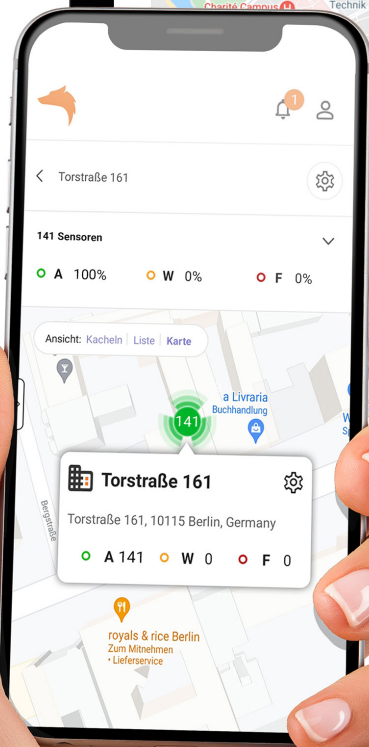 Charité Campus H
Technik
1
Torstraße 161
141 Sensoren
A 100% W 0% F 0%
Ansicht: Kacheln Liste Karte
a Livraria
Buchhandlung
141
Torstraße 161
Torstraße 161, 10115 Berlin, Germany
A 141 W 0 F 0
Bergstraße
royals & rice Berlin
Zum Mitnehmen
• Lieferservice